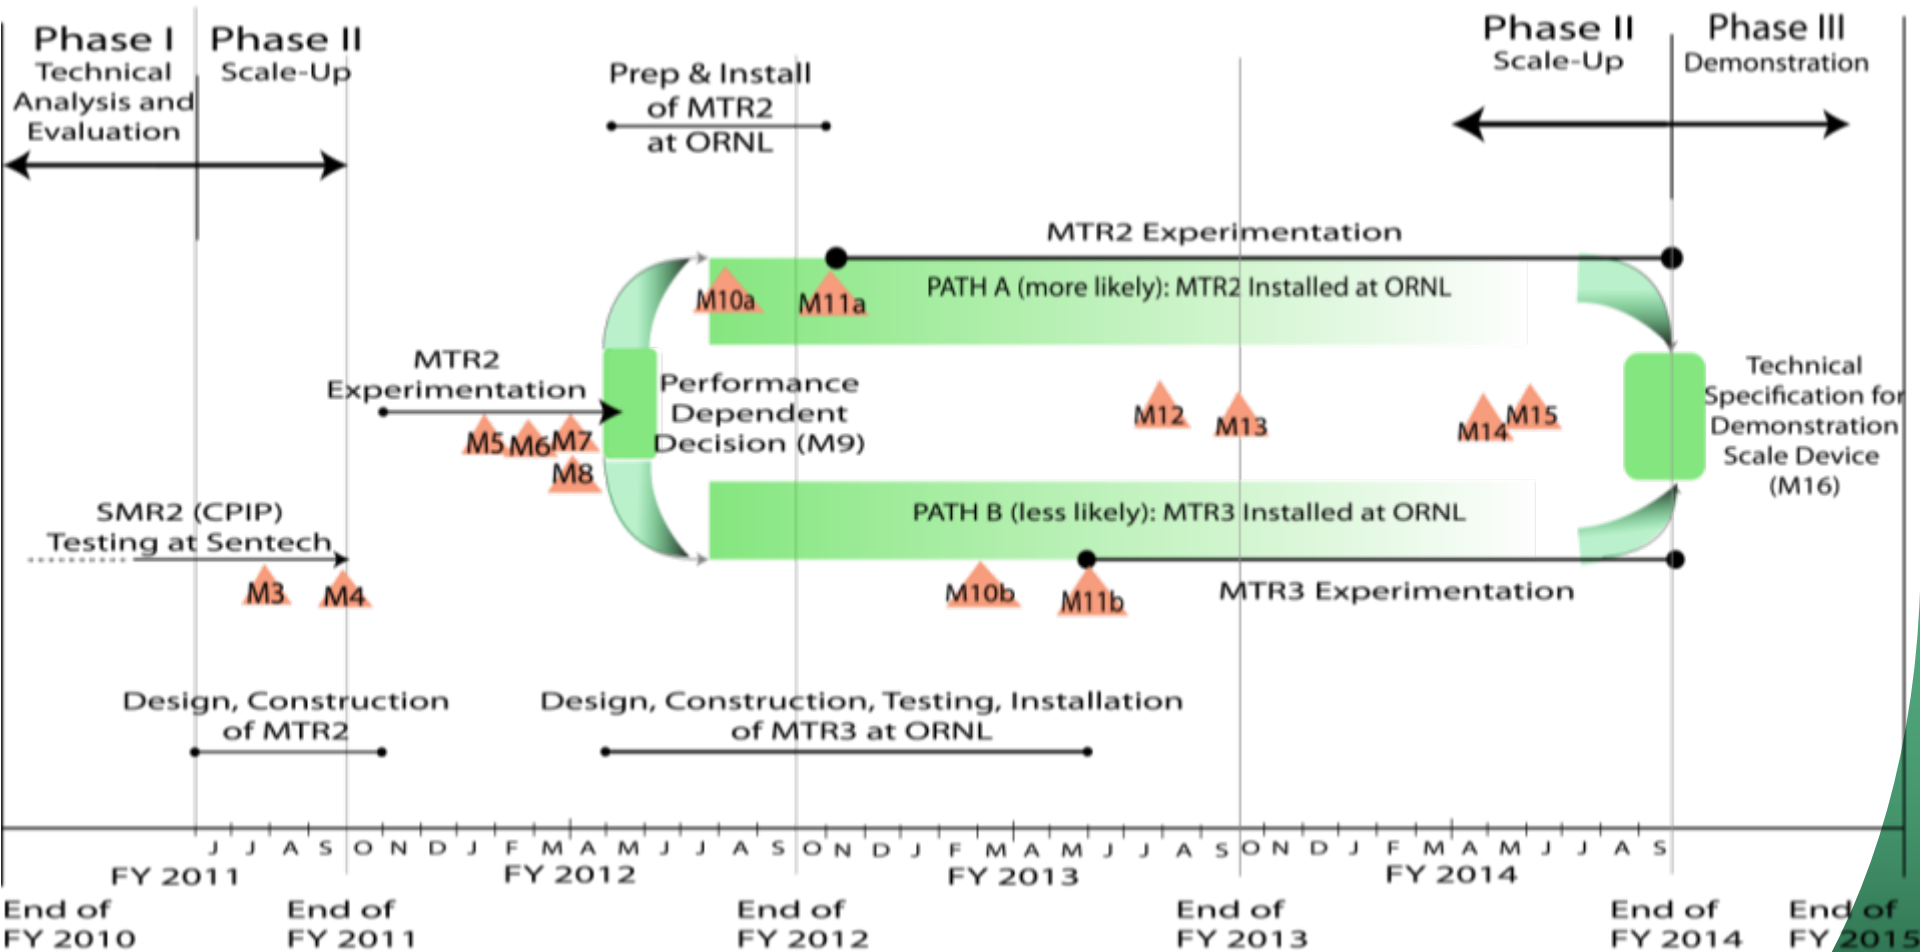 Phase I
Technical
Analysis and
Evaluation
Phase II
Scale-Up
Prep & Install
of MTR2
at ORNL
Phase II
Scale-Up
Phase III
Demonstration
MTR2 Experimentation
PATH A (more likely): MTR2 Installed at ORNL
M10a
M11a
MTR2
Experimentation
M5
M6
M7
M8
Performance
Dependent
Decision (M9)
M12
M13
M14
M15
Technical
Specification for
Demonstration
Scale Device
(M16)
SMR2 (CPIP)
Testing at Sentech
M3
M4
PATH B (less likely): MTR3 Installed at ORNL
M10b
M11b
MTR3 Experimentation
Design, Construction
of MTR2
Design, Construction, Testing, Installation
of MTR3 at ORNL
J J A S O N D J F M A M J J A S O N D J F M A M J J A S O N D J F M A M J J A S
FY 2011 FY 2012 FY 2013 FY 2014
End of
FY 2010
End of
FY 2011
End of
FY 2012
End of
FY 2013
End of
FY 2014
End of
FY 2015